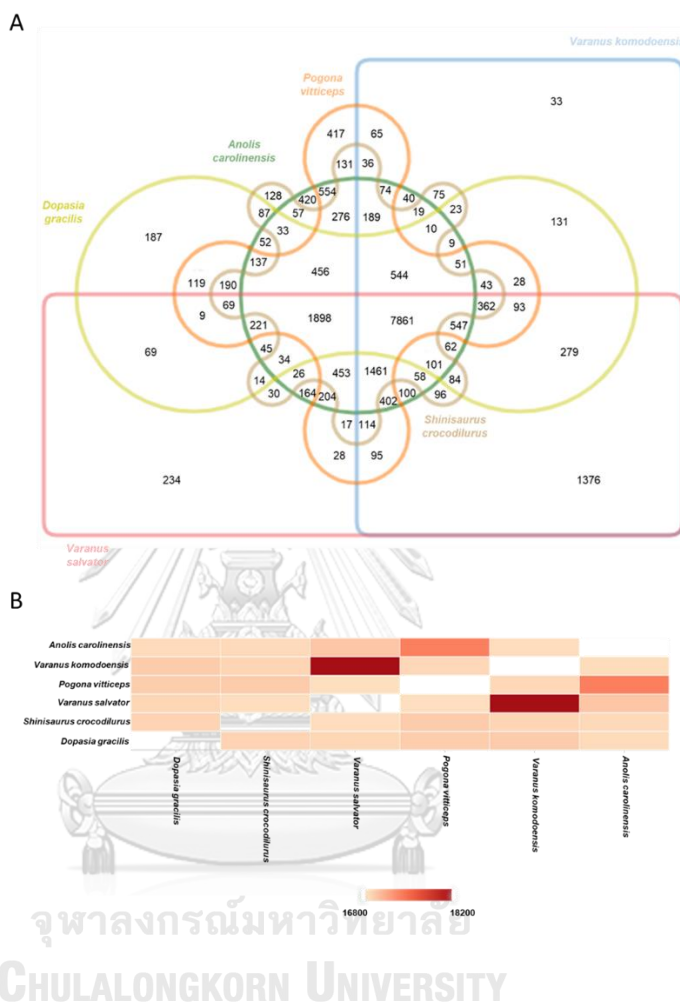 A
Varanus komodoensis
33
Pogona
vitticeps
417 65
Anolis
carolinensis
131 36
128 420 554 74 40 75
Dopasia
gracilis
87 57 276 189 19 23
187 33 10 131
52 9
137 51
456 544
119 190 43 28
9 69 362 93
1898 7861
221 547
69 45 62 279
34 101
14 26 453 1461 58 84
30 164 204 402 100 96
Shinisaurus
crocodilurus
17 114
28 95
234 1376
Varanus
salvator
B
Anolis carolinensis
Varanus komodoensis
Pogona vitticeps
Varanus salvator
Shinisaurus crocodilurus
Dopasia gracilis
Dopasia gracilis
Shinisaurus crocodilurus
Varanus salvator
Pogona vitticeps
Varanus komodoensis
Anolis carolinensis
16800 18200
จุฬาลงกรณ์มหาวิทยาลัย
CHULALONGKORN UNIVERSITY